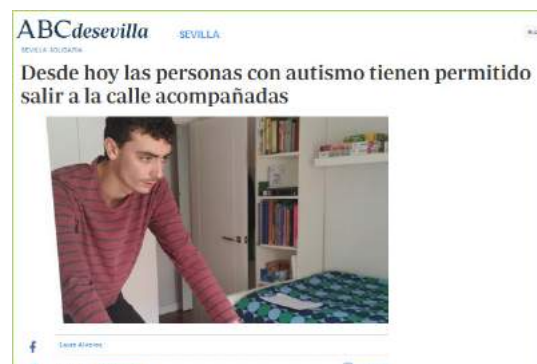 ABCdesevilla
SEVILLA
SEVILLA SOLIDARIA
Desde hoy las personas con autismo tienen permitido
salir a la calle acompañadas